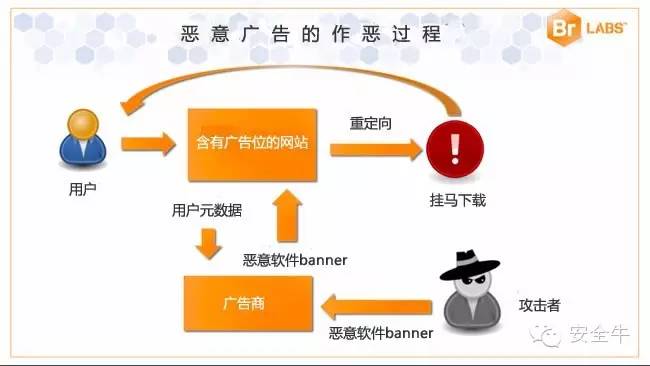 恶意广告的作恶过程
Br LABS™
用户
含有广告位的网站
重定向
挂马下载
用户元数据
恶意软件banner
广告商
恶意软件banner
攻击者
安全牛